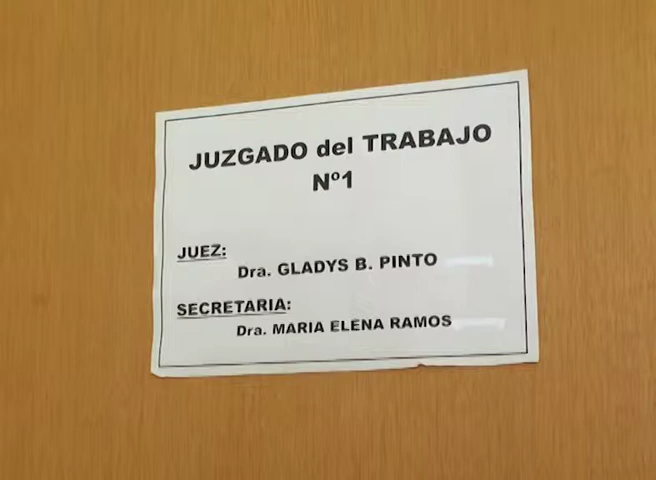 JUZGADO del TRABAJO
Nº1
JUEZ:
Dra. GLADYS B. PINTO
SECRETARIA:
Dra. MARIA ELENA RAMOS